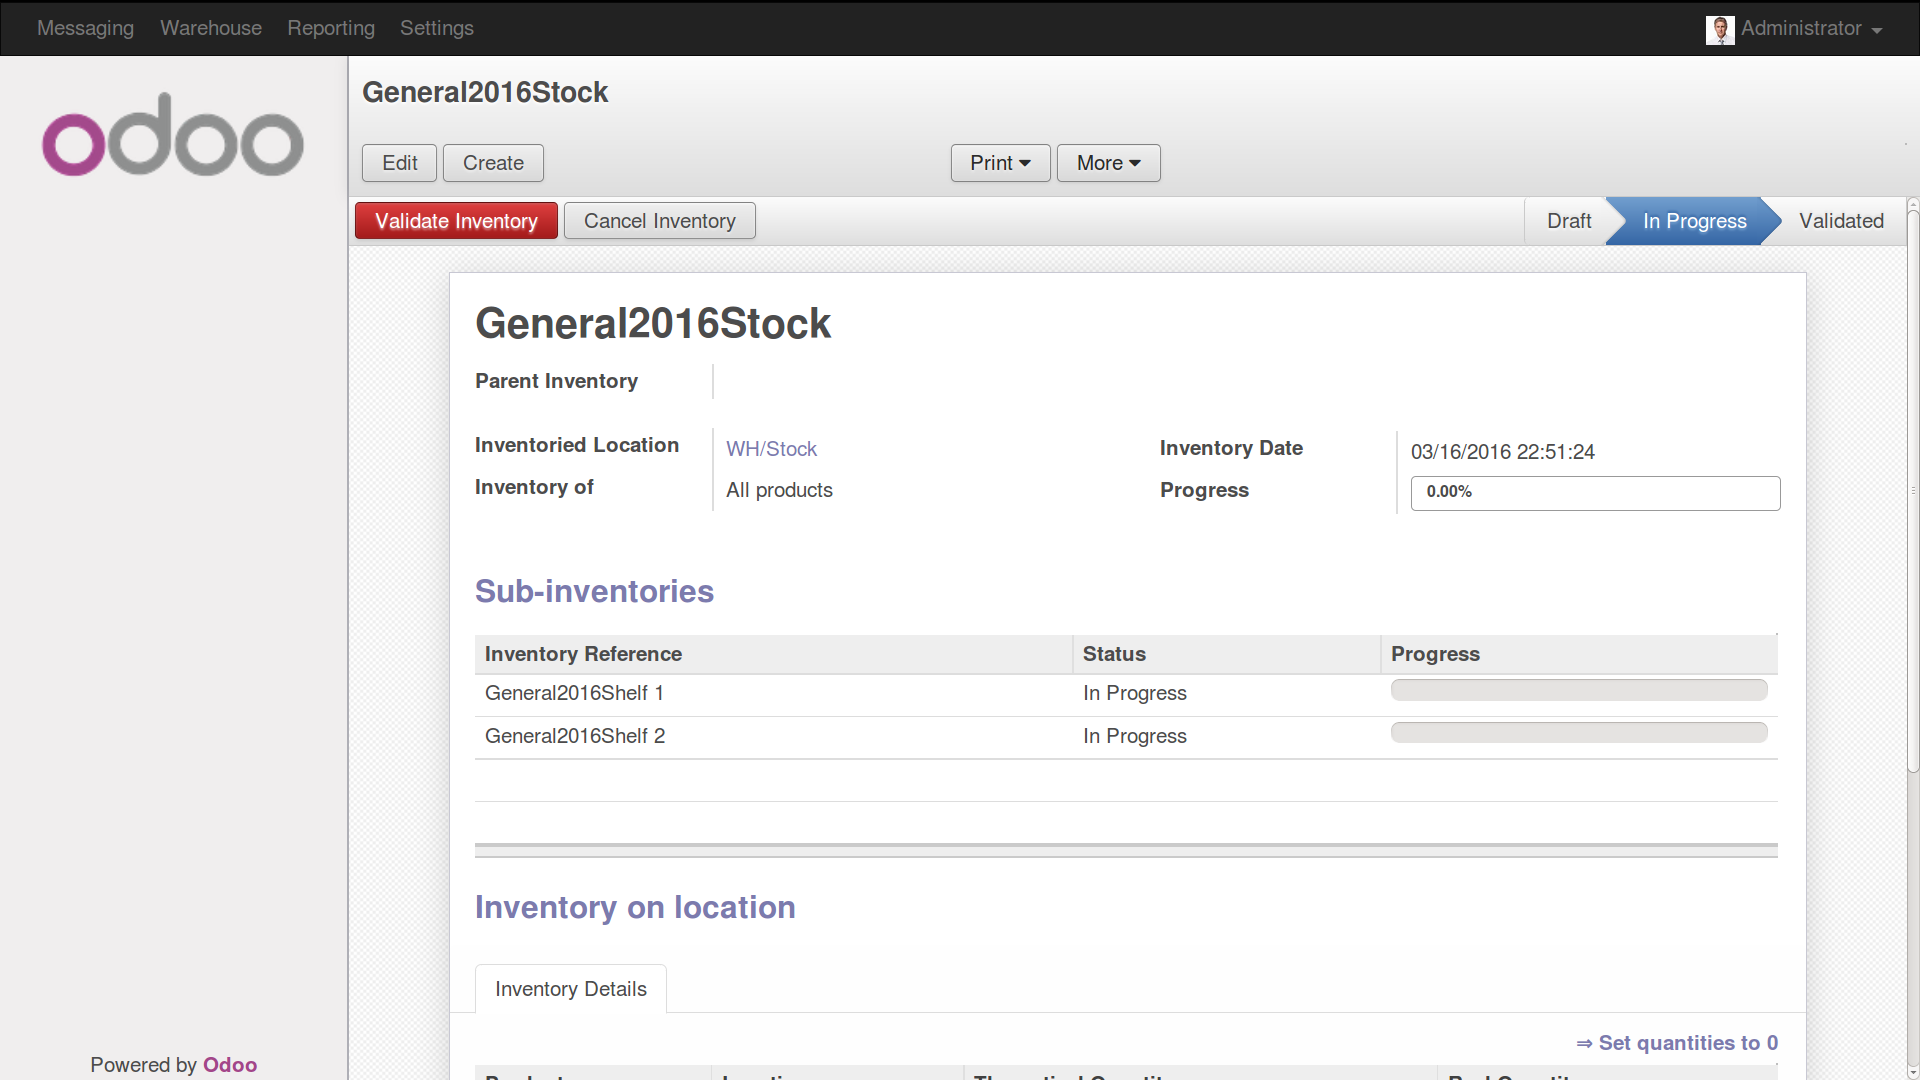 Messaging Warehouse Reporting Settings Administrator
odoo
General2016Stock
Edit Create Print More
Validate Inventory Cancel Inventory Draft In Progress Validated
General2016Stock
Parent Inventory
Inventoried Location WH/Stock Inventory Date 03/16/2016 22:51:24
Inventory of All products Progress 0.00%
Sub-inventories
Inventory Reference Status Progress
General2016Shelf 1 In Progress
General2016Shelf 2 In Progress
Inventory on location
Inventory Details
⇒ Set quantities to 0
Powered by Odoo